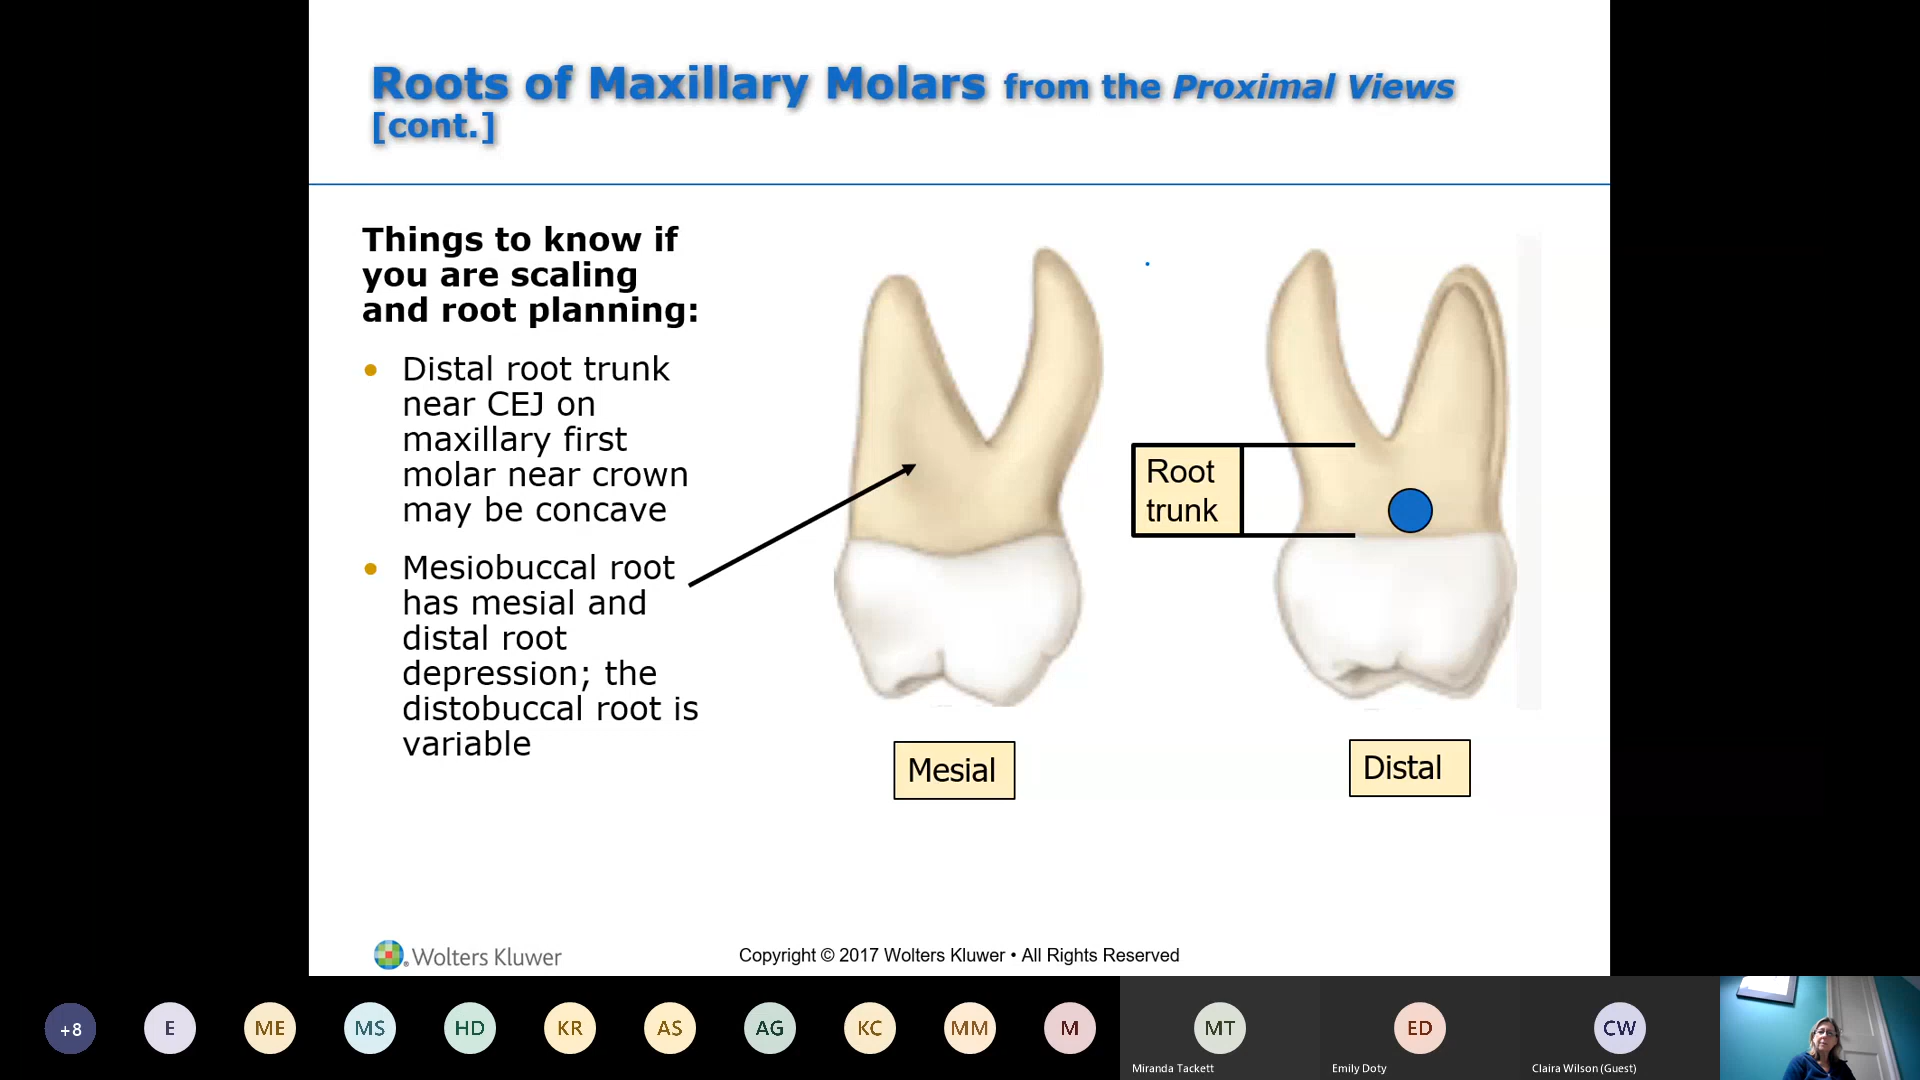 Roots of Maxillary Molars from the Proximal Views
[cont.]
Things to know if
you are scaling
and root planning:
• Distal root trunk
near CEJ on
maxillary first
molar near crown
may be concave
• Mesiobuccal root
has mesial and
distal root
depression; the
distobuccal root is
variable
Root
trunk
Mesial
Distal
Wolters Kluwer
Copyright © 2017 Wolters Kluwer • All Rights Reserved
+8
E
ME
MS
HD
KR
AS
AG
KC
MM
M
MT
ED
CW
Miranda Tackett
Emily Doty
Claira Wilson (Guest)